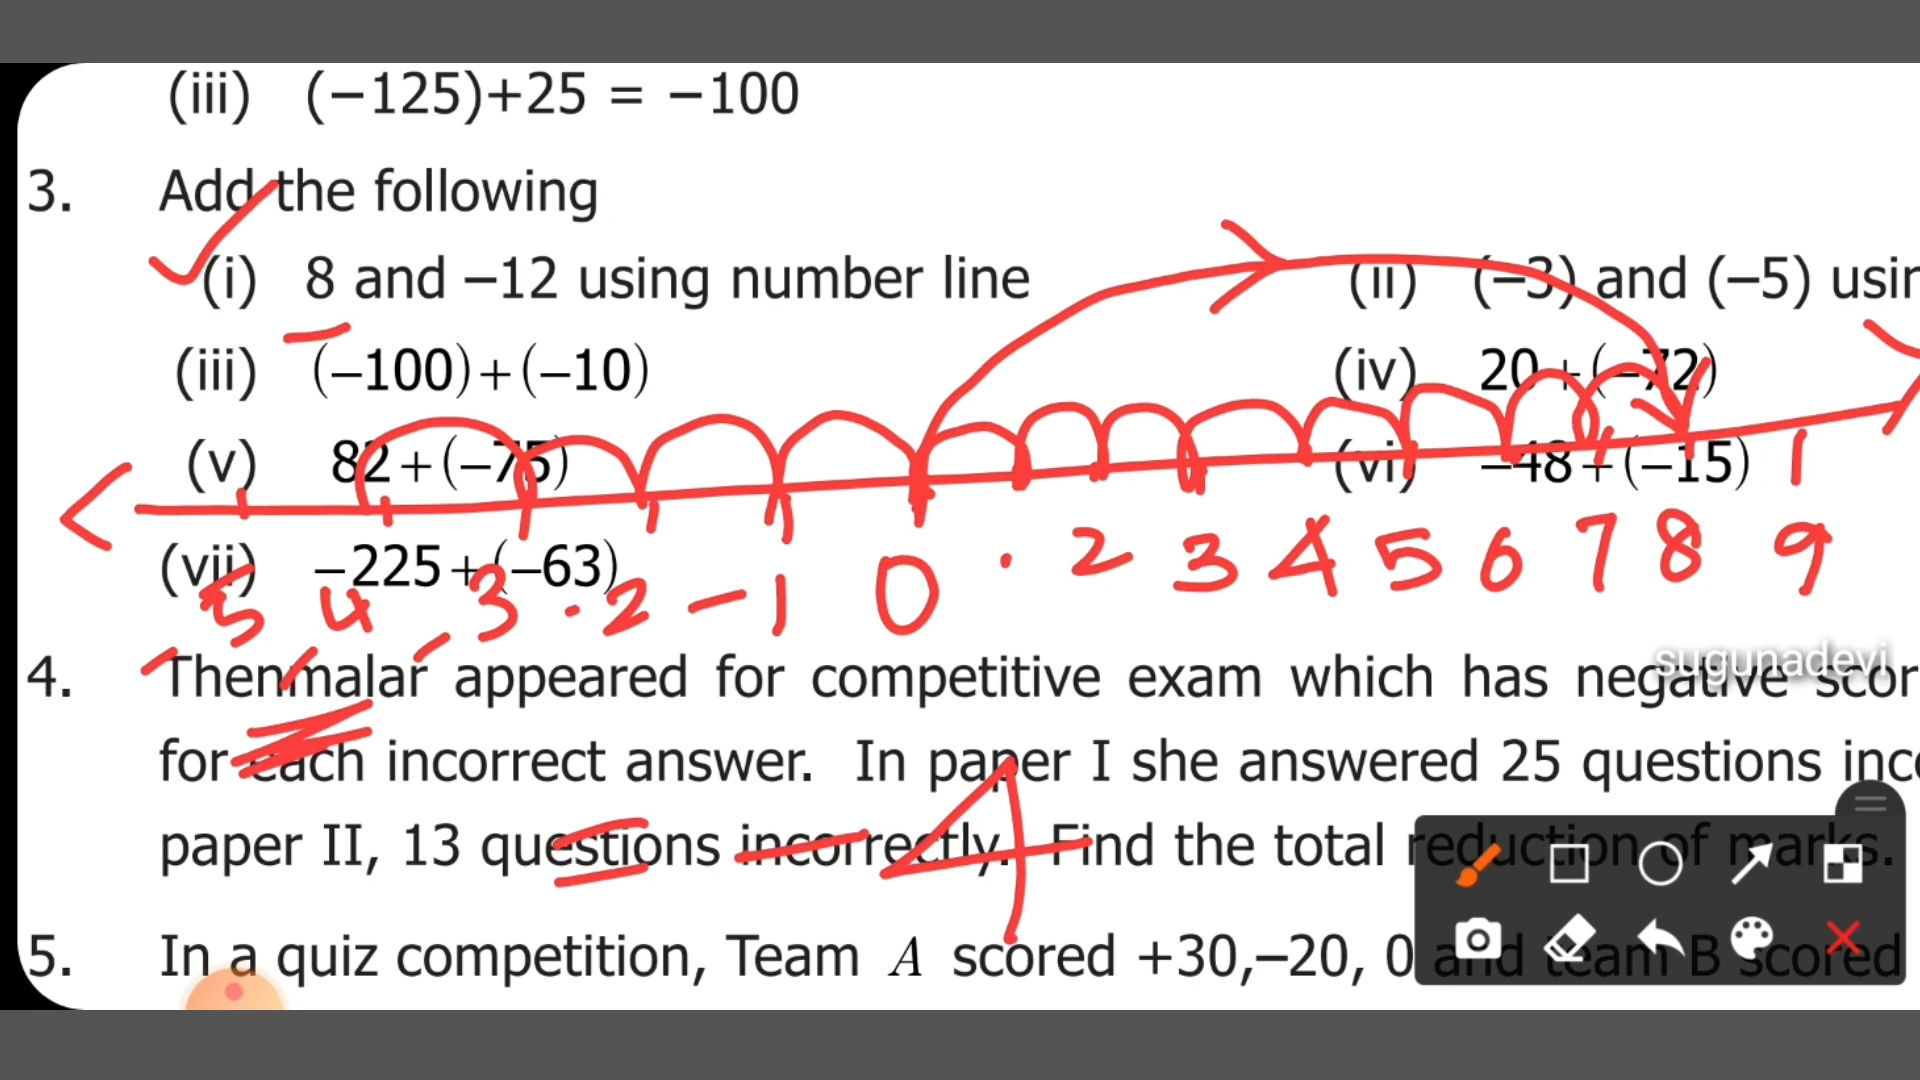 (iii) (−125)+25 = −100
3. Add the following
(i) 8 and −12 using number line (ii) (−3) and (−5) usin
(iii) (−100)+(−10) (iv) 20+(−72)
(v) 82+(−75) (vi) −48+(−15)
(vii) −225+(−63)
-5 -4 -3 -2 -1 0 2 3 4 5 6 7 8 9
4. Thenmalar appeared for competitive exam which has negative scor
sugunadevi
for each incorrect answer. In paper I she answered 25 questions inco
paper II, 13 questions incorrectly. Find the total reduction of marks.
= −4
5. In a quiz competition, Team A scored +30,−20, 0 and team B scored